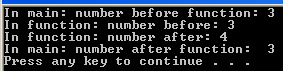 In main: number before function: 3
In function: number before: 3
In function: number after: 4
In main: number after function:  3
Press any key to continue . . .